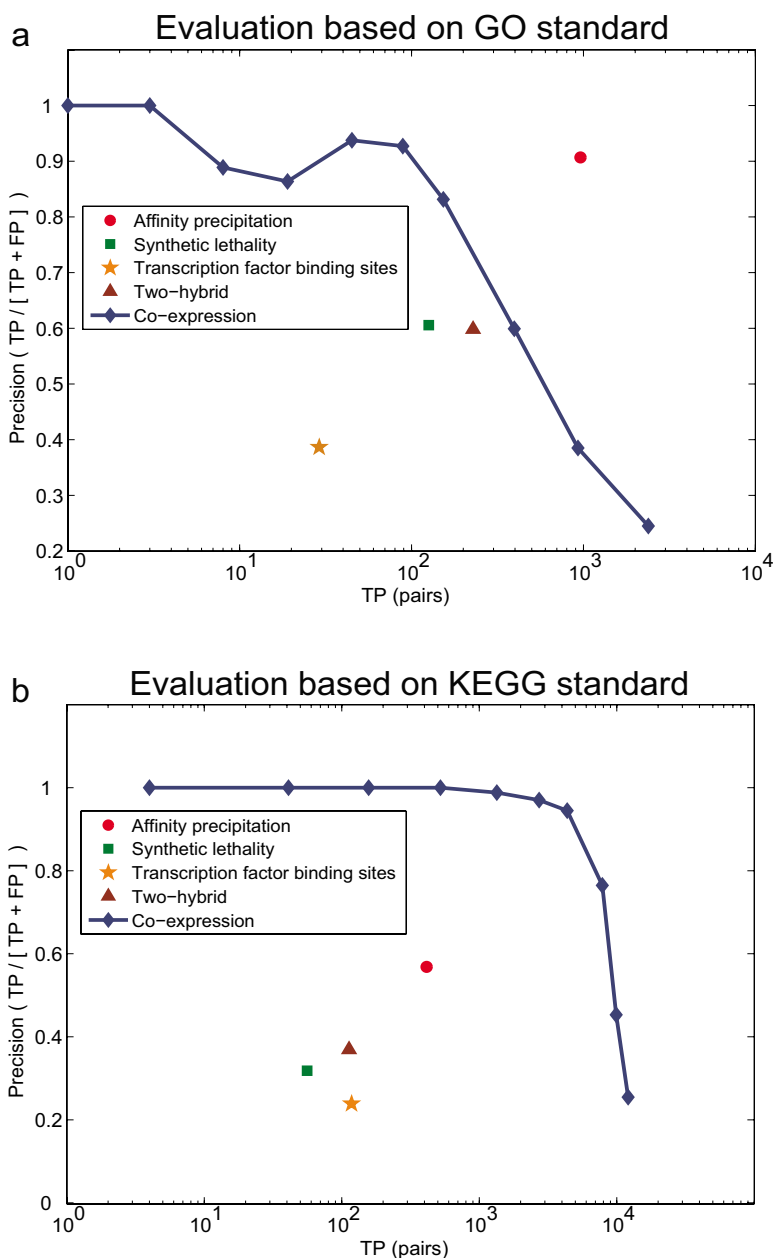 a
Evaluation based on GO standard
1
0.9
0.8
0.7
0.6
0.5
0.4
0.3
0.2
Precision ( TP / [ TP + FP ] )
Affinity precipitation
Synthetic lethality
Transcription factor binding sites
Two−hybrid
Co−expression
10^0
10^1
10^2
10^3
10^4
TP (pairs)
b
Evaluation based on KEGG standard
1
0.8
0.6
0.4
0.2
0
Precision ( TP / [ TP + FP ] )
Affinity precipitation
Synthetic lethality
Transcription factor binding sites
Two−hybrid
Co−expression
10^0
10^1
10^2
10^3
10^4
TP (pairs)